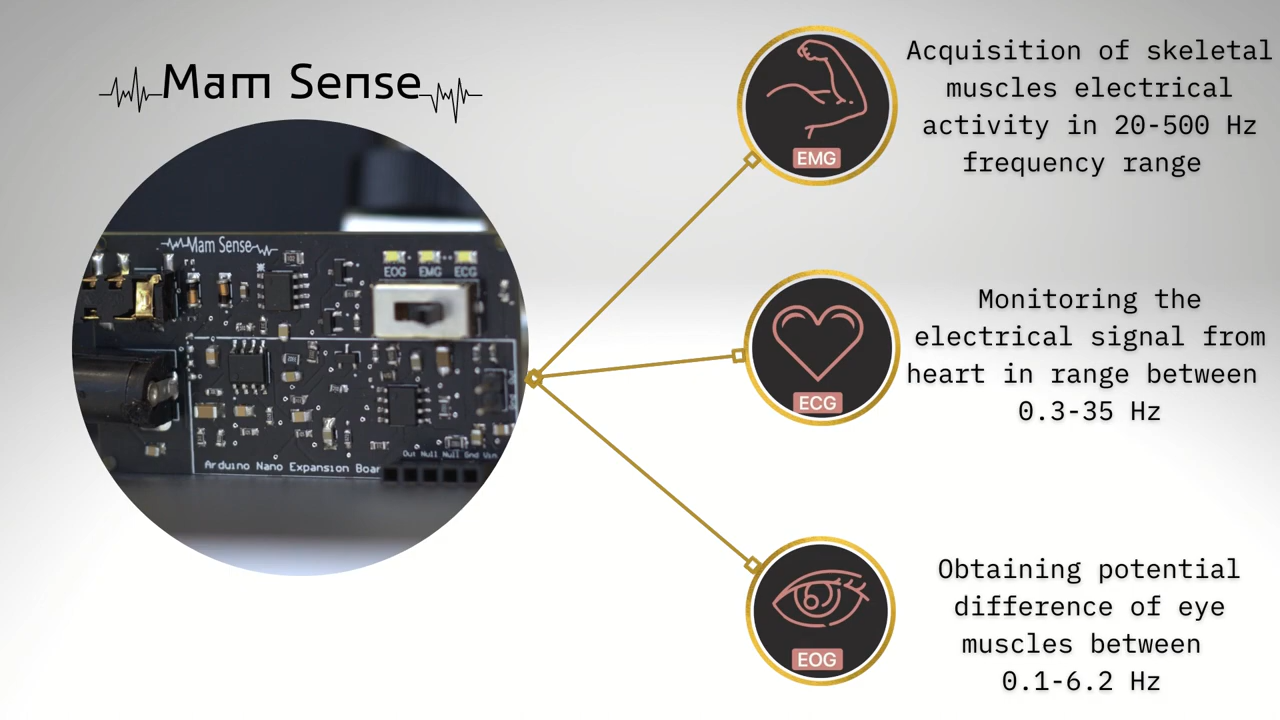 Mam Sense
Mam Sense
EOG EMG ECG
Arduino Nano Expansion Boar
Out Null Null Gnd Vin
EMG
Acquisition of skeletal
muscles electrical
activity in 20-500 Hz
frequency range
ECG
Monitoring the
electrical signal from
heart in range between
0.3-35 Hz
EOG
Obtaining potential
difference of eye
muscles between
0.1-6.2 Hz